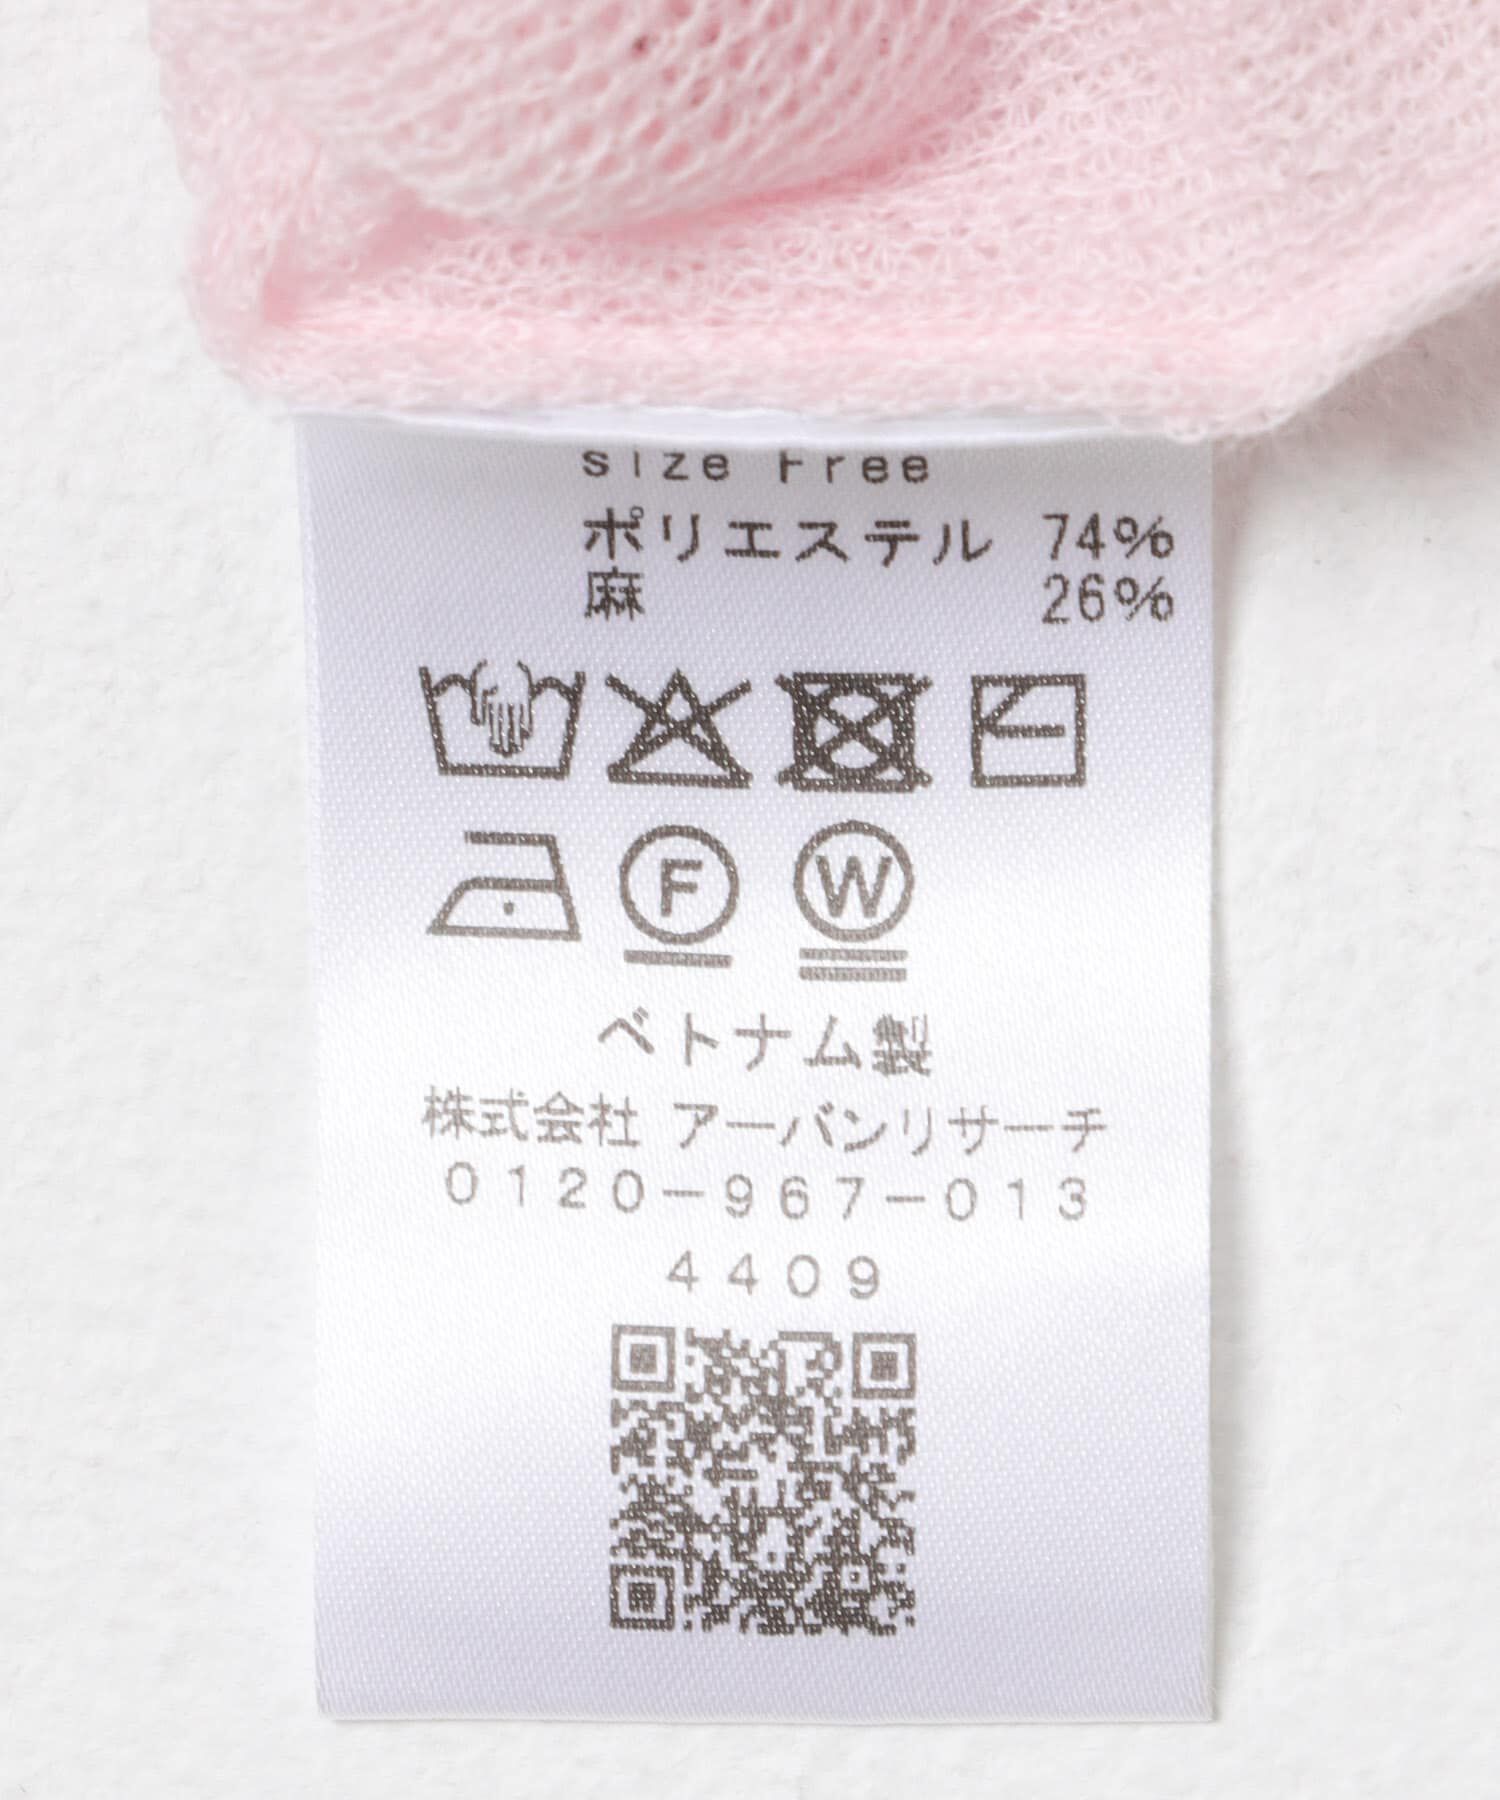 size Free
ポリエステル 74%
麻 26%
F W
ベトナム製
株式会社 アーバンリサーチ
0120-967-013
4409